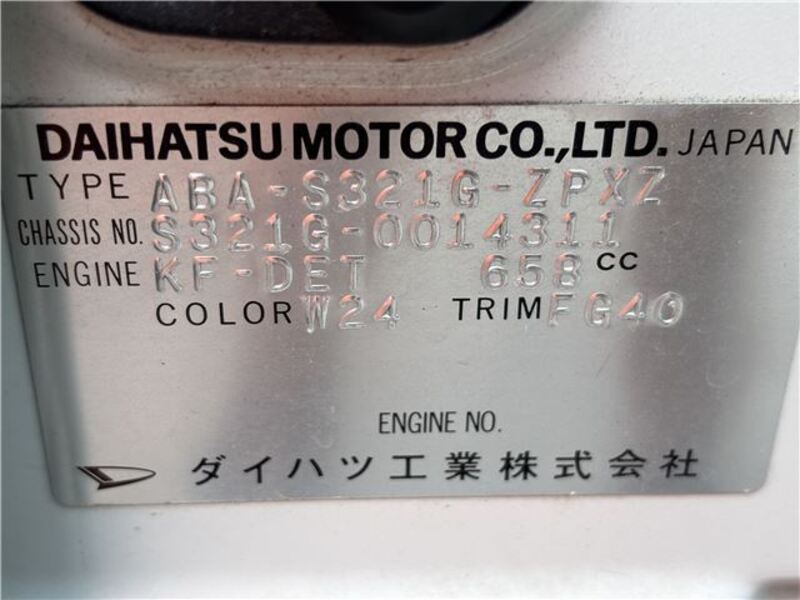 DAIHATSU MOTOR CO.,LTD. JAPAN
TYPE ABA-S321G-ZPXZ
CHASSIS NO. S321G-0014311
ENGINE KF-DET 658 CC
COLOR W24 TRIM FG40
ENGINE NO.
ダイハツ工業株式会社